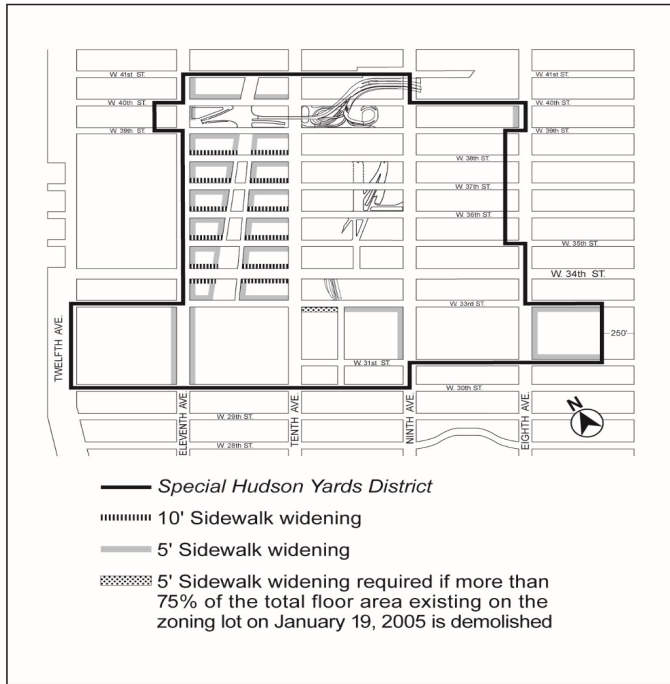 W. 41st ST.
W. 41st ST.
W. 40th ST.
W. 40th ST.
W. 39th ST.
W. 39th ST.
W. 38th ST.
W. 37th ST.
W. 36th ST.
W. 35th ST.
W. 34th ST.
W. 33rd ST.
250'
W. 31st ST.
W. 30th ST.
W. 29th ST.
W. 28th ST.
TWELFTH AVE.
ELEVENTH AVE.
TENTH AVE.
NINTH AVE.
EIGHTH AVE.
N
Special Hudson Yards District
10' Sidewalk widening
5' Sidewalk widening
5' Sidewalk widening required if more than
75% of the total floor area existing on the
zoning lot on January 19, 2005 is demolished